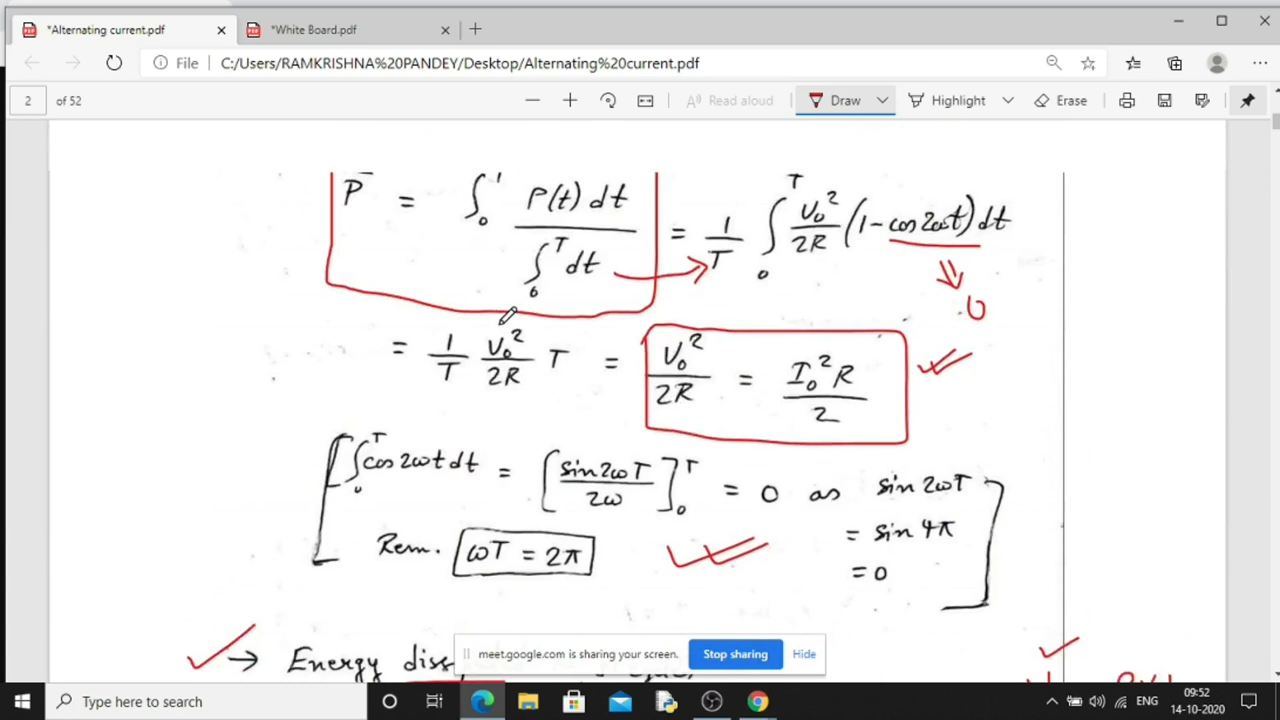 *Alternating current.pdf
*White Board.pdf
File C:/Users/RAMKRISHNA%20PANDEY/Desktop/Alternating%20current.pdf
2 of 52 Read aloud Draw Highlight Erase
P̄ = ∫₀ᵀ P(t) dt / ∫₀ᵀ dt = 1/T ∫₀ᵀ V₀²/2R (1 - cos2ωt) dt
0
= 1/T V₀²/2R T = V₀²/2R = I₀²R/2
[∫₀ᵀ cos 2ωt dt = [sin 2ωT/2ω]₀ᵀ = 0 as sin 2ωT
= sin 4π
Rem. ωT = 2π
= 0]
→ Energy
meet.google.com is sharing your screen. Stop sharing Hide
Type here to search
ENG
09:52
14-10-2020